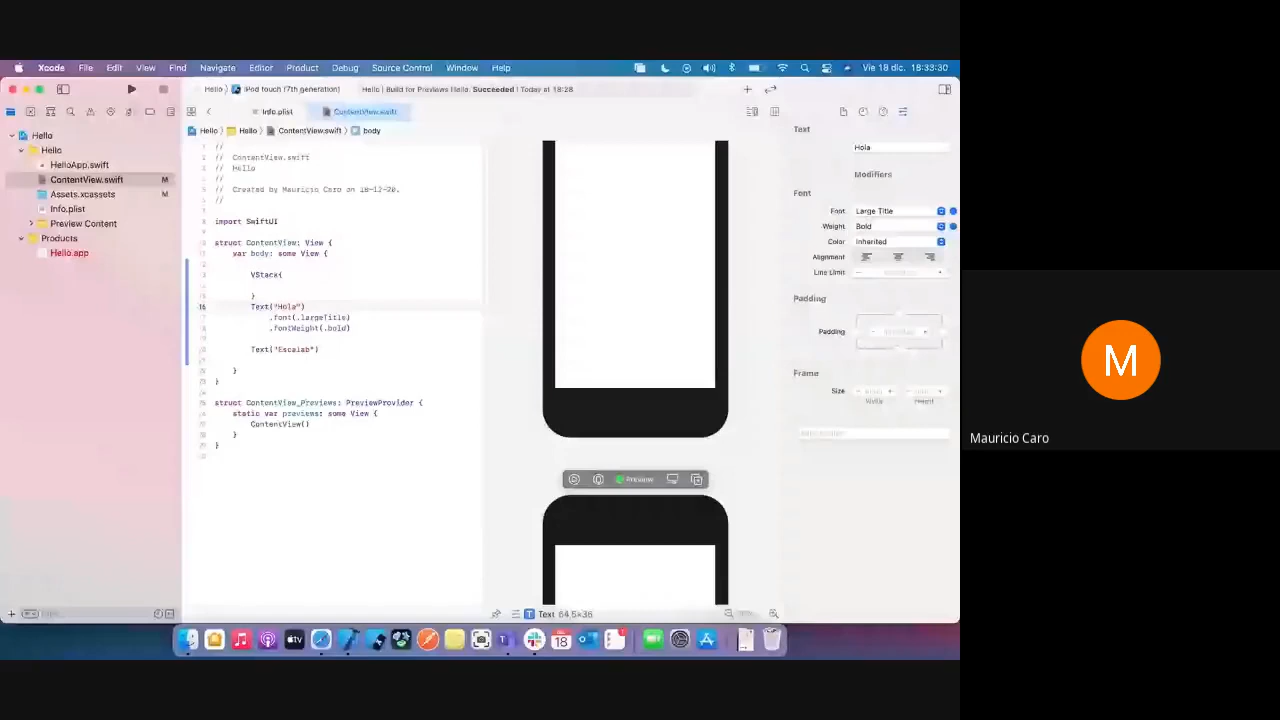 Xcode File Edit View Find Navigate Editor Product Debug Source Control Window Help Vie 18 dic. 18:33:30
Hello iPod touch (7th generation) Hello | Build for Previews Hello: Succeeded | Today at 18:28
Info.plist ContentView.swift
Hello Hello ContentView.swift body
Hello
Hello
HelloApp.swift
ContentView.swift M
Assets.xcassets M
Info.plist
Preview Content
Products
Hello.app
//
// ContentView.swift
// Hello
//
// Created by Mauricio Caro on 18-12-20.
//
import SwiftUI
struct ContentView: View {
var body: some View {
VStack{
}
16 Text("Hola")
.font(.largeTitle)
.fontWeight(.bold)
Text("Escalab")
}
}
struct ContentView_Previews: PreviewProvider {
static var previews: some View {
ContentView()
}
}
Preview
Text 64.5×36
Text
Hola
Modifiers
Font
Font Large Title
Weight Bold
Color Inherited
Alignment
Line Limit
Padding
Padding
Frame
Size
Width Height
18
M
Mauricio Caro